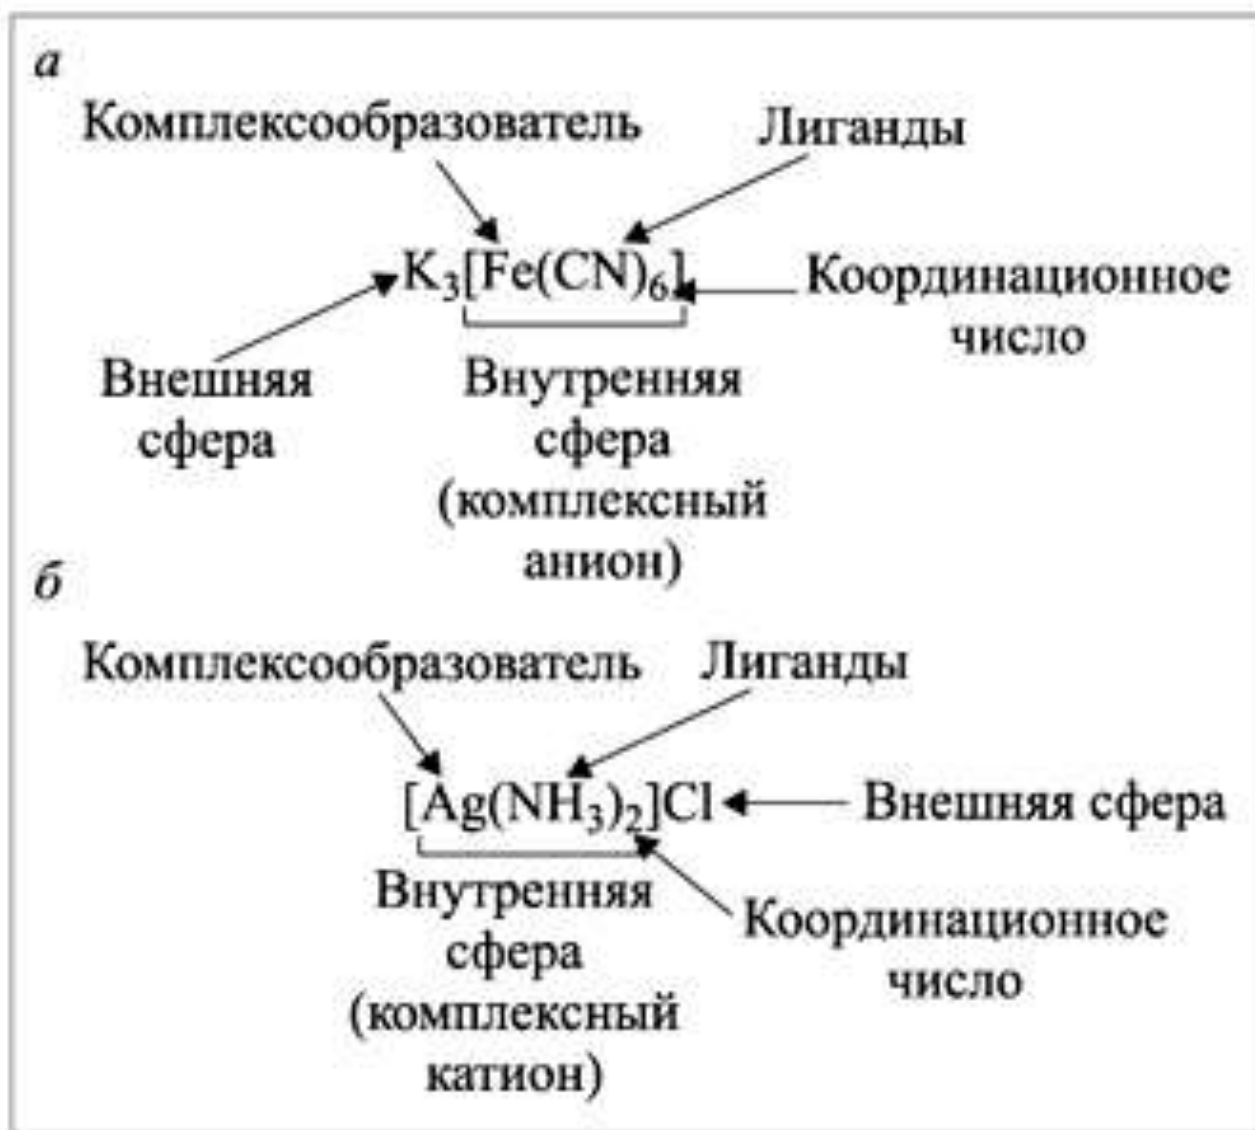 а
Комплексообразователь
Лиганды
K₃[Fe(CN)₆]
Координационное
число
Внешняя
сфера
Внутренняя
сфера
(комплексный
анион)
б
Комплексообразователь
Лиганды
[Ag(NH₃)₂]Cl
Внешняя сфера
Внутренняя
сфера
(комплексный
катион)
Координационное
число